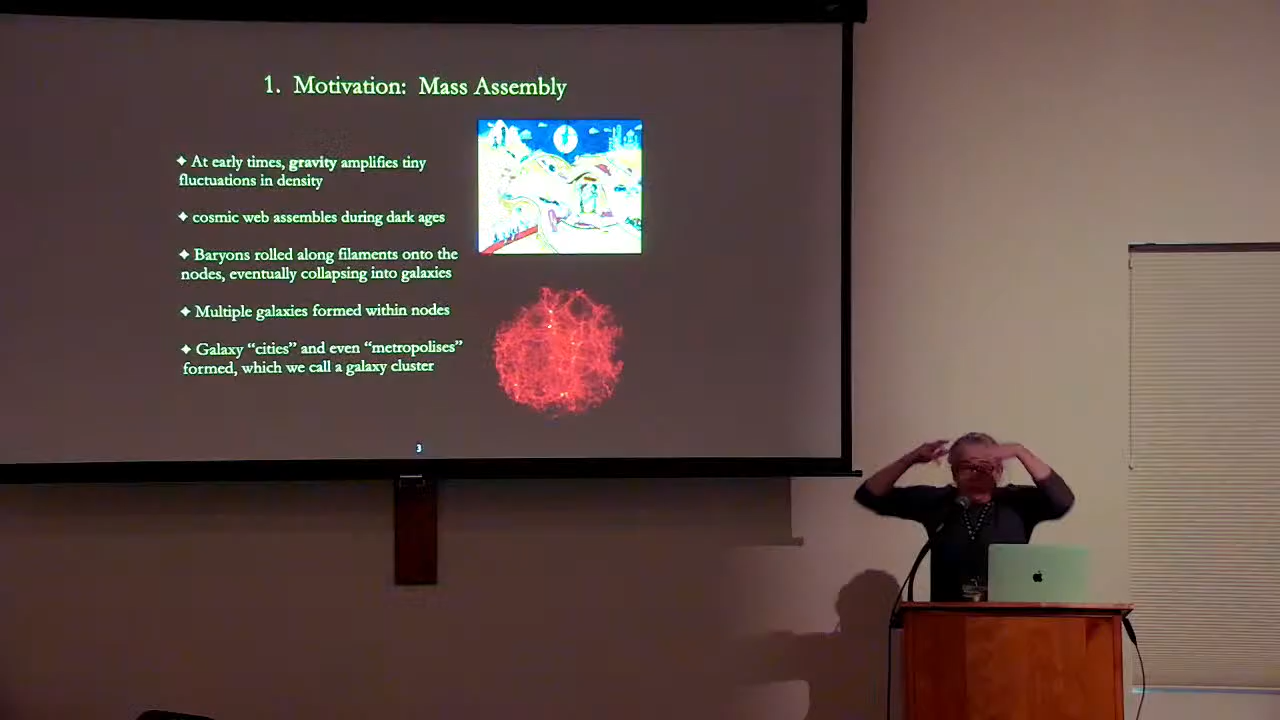 1. Motivation: Mass Assembly
✦ At early times, gravity amplifies tiny
fluctuations in density
✦ cosmic web assembles during dark ages
✦ Baryons rolled along filaments onto the
nodes, eventually collapsing into galaxies
✦ Multiple galaxies formed within nodes
✦ Galaxy “cities” and even “metropolises”
formed, which we call a galaxy cluster
3